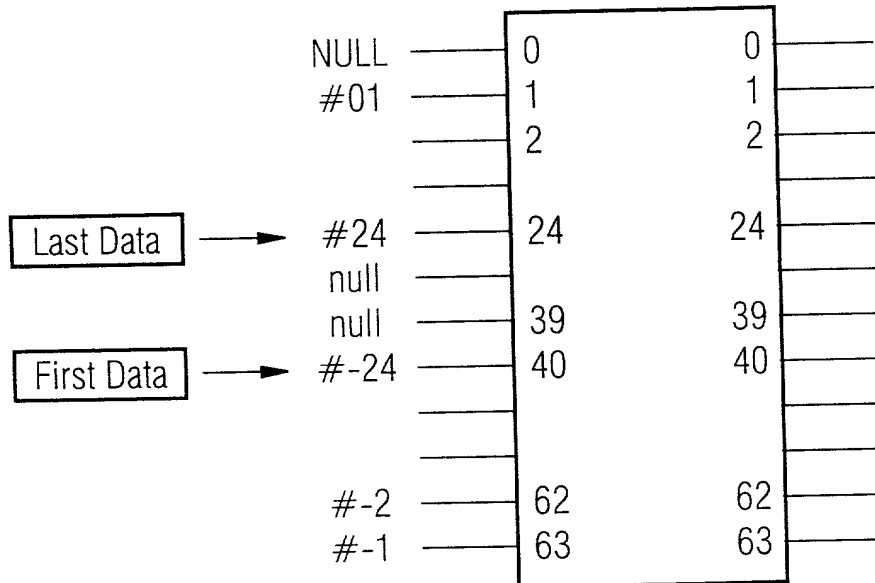 NULL 0 0
#01 1 1
2 2
Last Data #24 24 24
null
null 39 39
First Data #-24 40 40
#-2 62 62
#-1 63 63